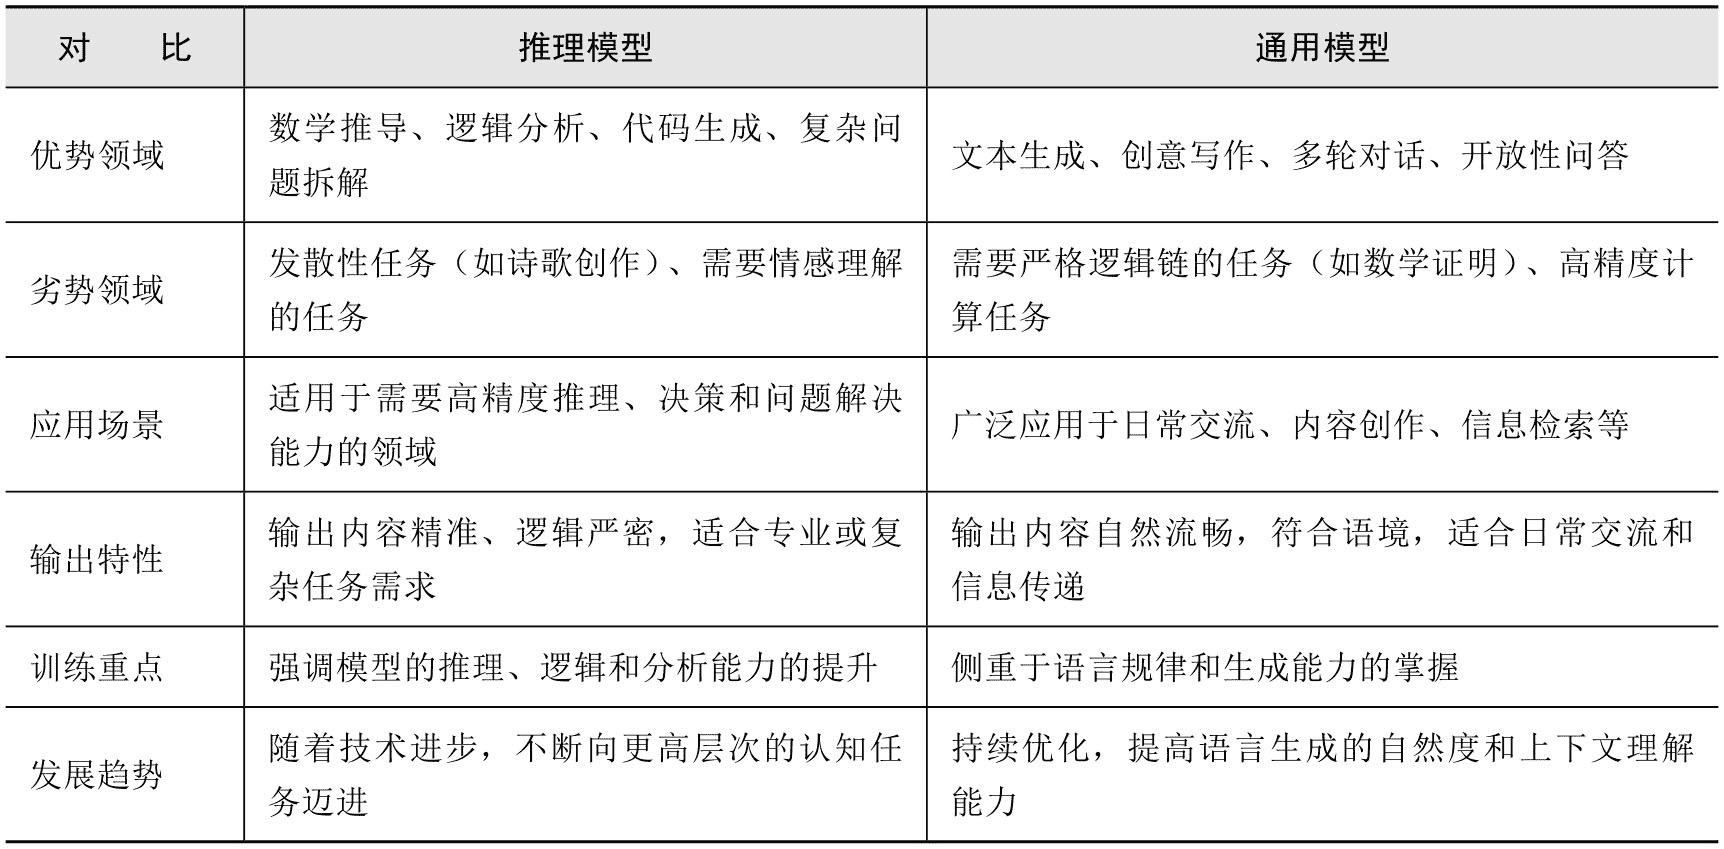 对 比 推理模型 通用模型
优势领域
数学推导、逻辑分析、代码生成、复杂问
题拆解
文本生成、创意写作、多轮对话、开放性问答
劣势领域
发散性任务（如诗歌创作）、需要情感理解
的任务
需要严格逻辑链的任务（如数学证明）、高精度计
算任务
应用场景
适用于需要高精度推理、决策和问题解决
能力的领域
广泛应用于日常交流、内容创作、信息检索等
输出特性
输出内容精准、逻辑严密，适合专业或复
杂任务需求
输出内容自然流畅，符合语境，适合日常交流和
信息传递
训练重点
强调模型的推理、逻辑和分析能力的提升
侧重于语言规律和生成能力的掌握
发展趋势
随着技术进步，不断向更高层次的认知任
务迈进
持续优化，提高语言生成的自然度和上下文理解
能力